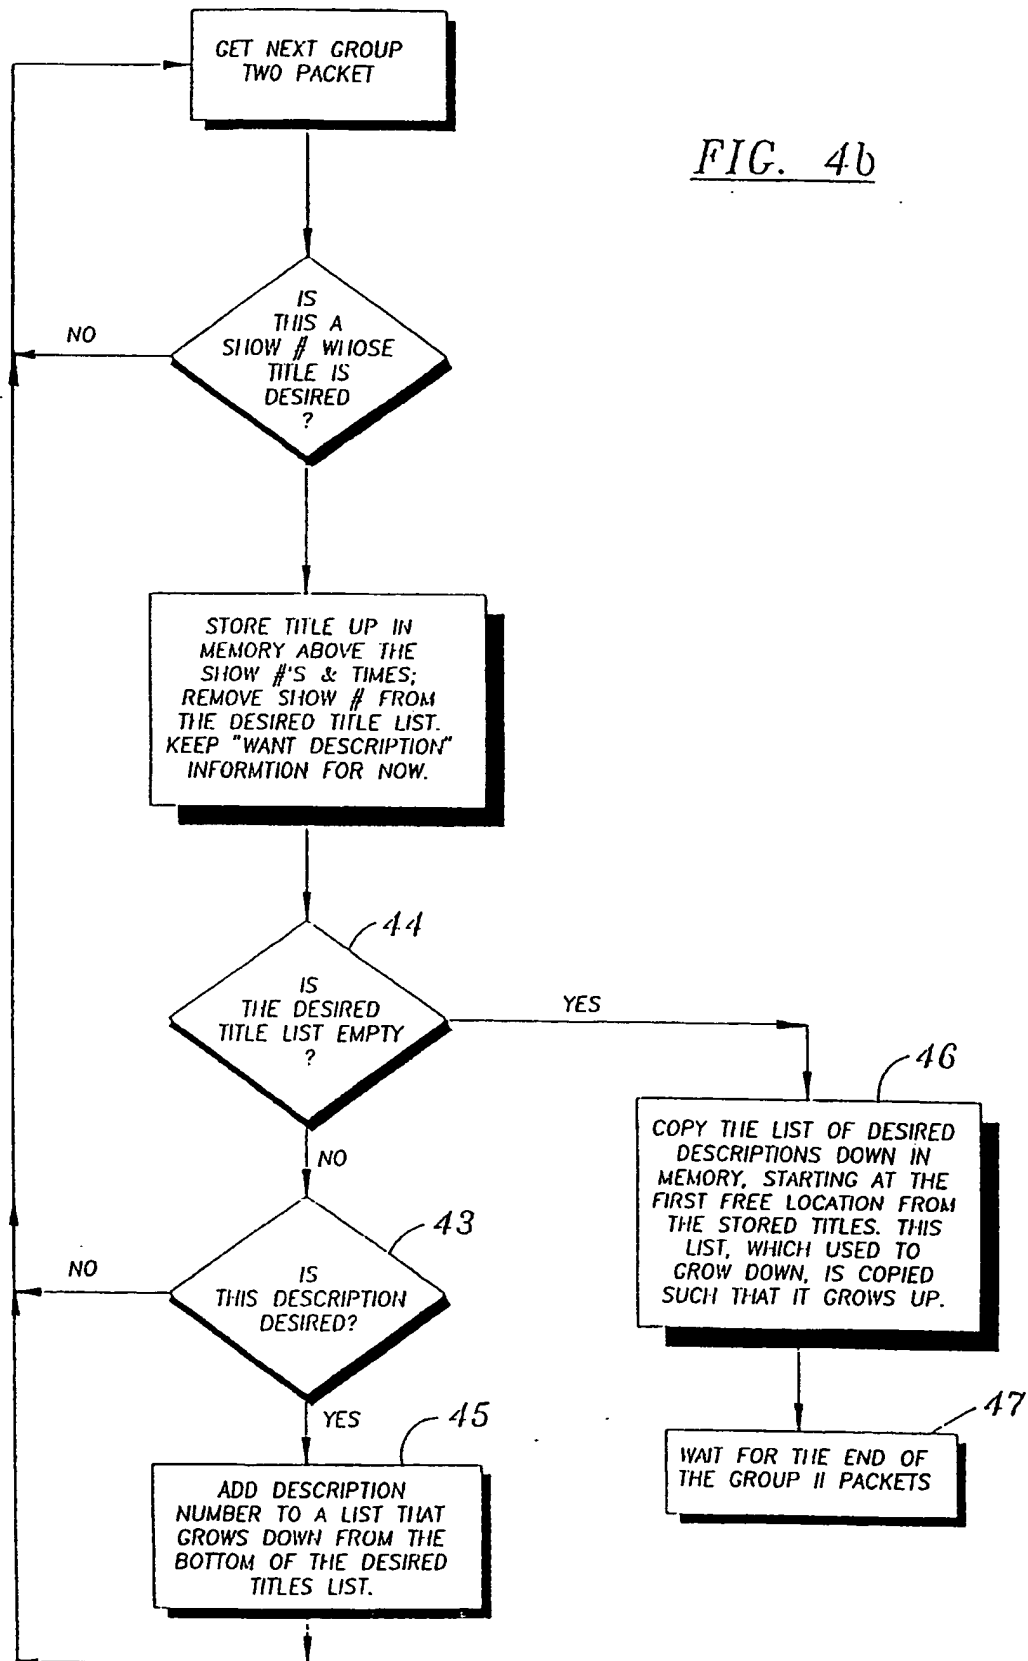 GET NEXT GROUP
TWO PACKET
FIG. 4b
IS
THIS A
SHOW # WHOSE
TITLE IS
DESIRED
?
NO
STORE TITLE UP IN
MEMORY ABOVE THE
SHOW #'S & TIMES;
REMOVE SHOW # FROM
THE DESIRED TITLE LIST.
KEEP "WANT DESCRIPTION"
INFORMTION FOR NOW.
44
IS
THE DESIRED
TITLE LIST EMPTY
?
YES
NO
46
COPY THE LIST OF DESIRED
DESCRIPTIONS DOWN IN
MEMORY, STARTING AT THE
FIRST FREE LOCATION FROM
THE STORED TITLES. THIS
LIST, WHICH USED TO
GROW DOWN, IS COPIED
SUCH THAT IT GROWS UP.
43
IS
THIS DESCRIPTION
DESIRED?
NO
YES
45
ADD DESCRIPTION
NUMBER TO A LIST THAT
GROWS DOWN FROM THE
BOTTOM OF THE DESIRED
TITLES LIST.
47
WAIT FOR THE END OF
THE GROUP II PACKETS